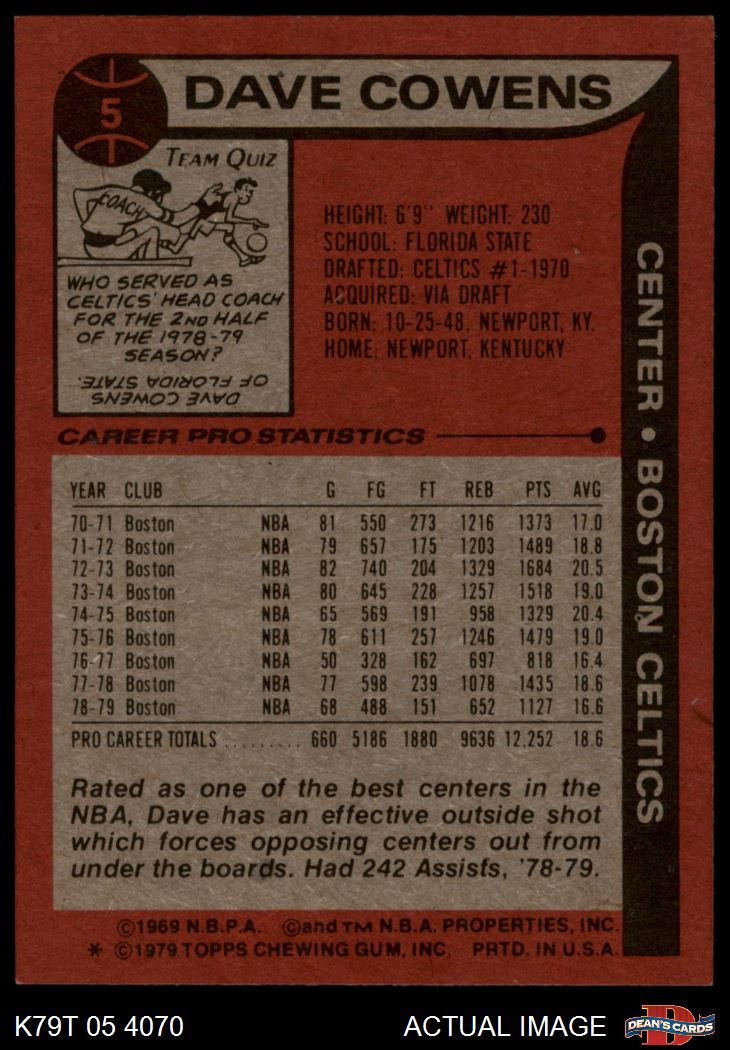 5
DAVE COWENS
TEAM QUIZ
COACH
WHO SERVED AS
CELTICS' HEAD COACH
FOR THE 2ND HALF
OF THE 1978-79
SEASON?
DAVE COWENS
OF FLORIDA STATE.
HEIGHT: 6'9" WEIGHT: 230
SCHOOL: FLORIDA STATE
DRAFTED: CELTICS #1-1970
ACQUIRED: VIA DRAFT
BORN: 10-25-48, NEWPORT, KY.
HOME: NEWPORT, KENTUCKY
CENTER • BOSTON CELTICS
CAREER PRO STATISTICS
YEAR CLUB G FG FT REB PTS AVG
70-71 Boston NBA 81 550 273 1216 1373 17.0
71-72 Boston NBA 79 657 175 1203 1489 18.8
72-73 Boston NBA 82 740 204 1329 1684 20.5
73-74 Boston NBA 80 645 228 1257 1518 19.0
74-75 Boston NBA 65 569 191 958 1329 20.4
75-76 Boston NBA 78 611 257 1246 1479 19.0
76-77 Boston NBA 50 328 162 697 818 16.4
77-78 Boston NBA 77 598 239 1078 1435 18.6
78-79 Boston NBA 68 488 151 652 1127 16.6
PRO CAREER TOTALS ......... 660 5186 1880 9636 12,252 18.6
Rated as one of the best centers in the
NBA, Dave has an effective outside shot
which forces opposing centers out from
under the boards. Had 242 Assists, '78-79.
©1969 N.B.P.A. ©and TM N.B.A. PROPERTIES, INC.
* ©1979 TOPPS CHEWING GUM, INC. PRTD. IN U.S.A.
K79T 05 4070
ACTUAL IMAGE
D
DEAN'S CARDS